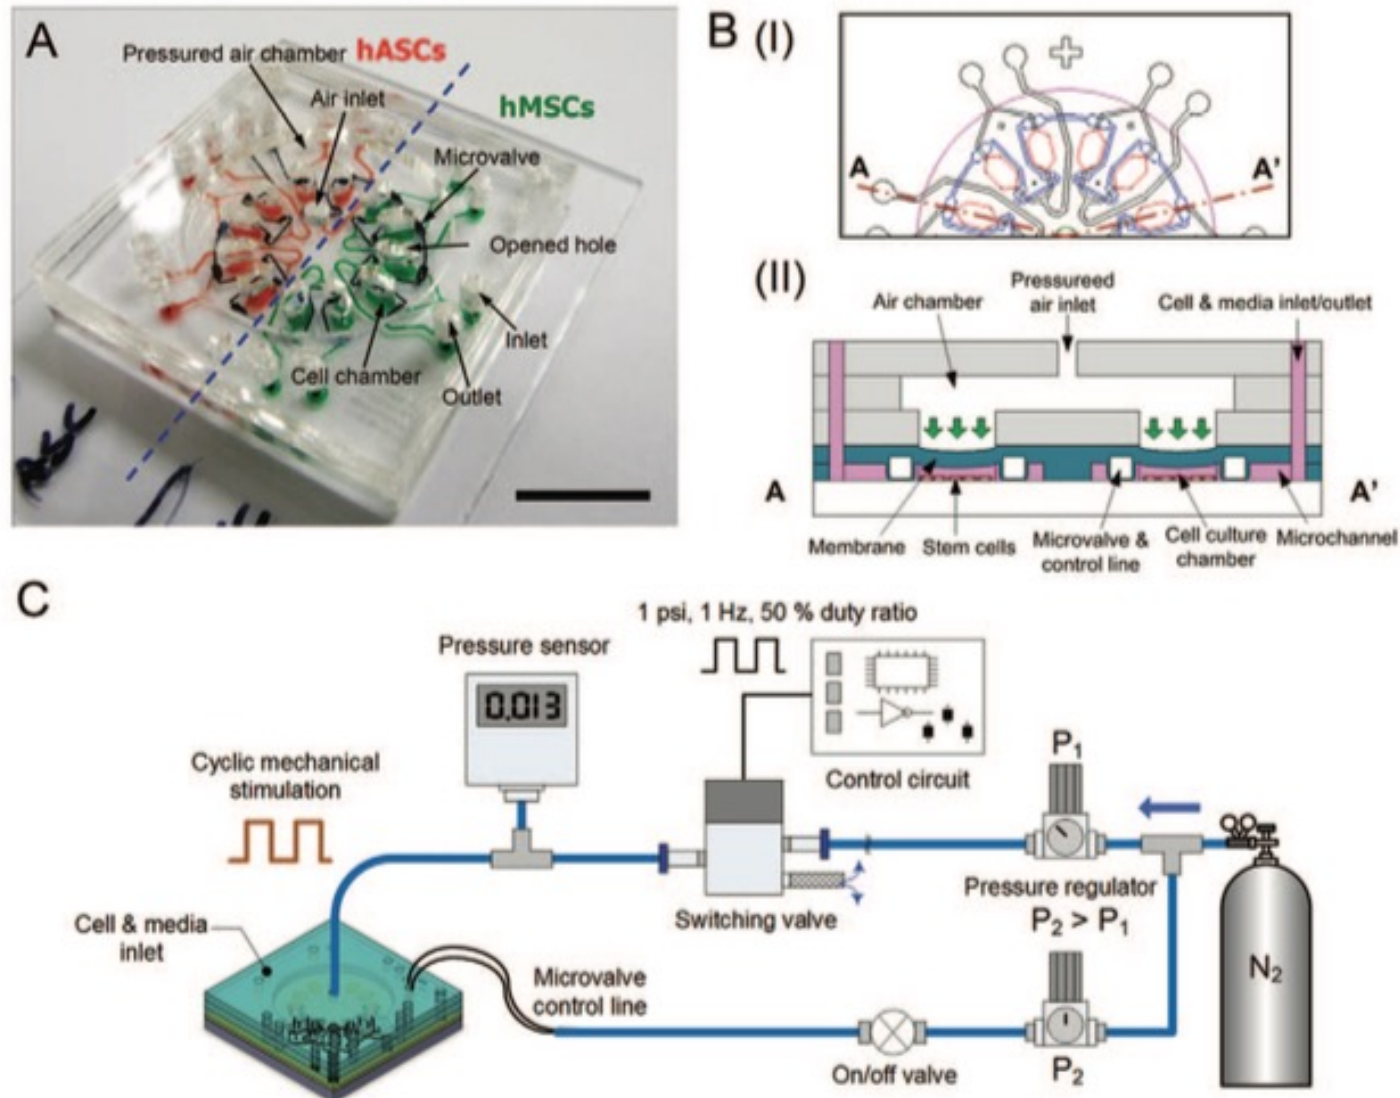 A
Pressured air chamber hASCs
Air inlet
hMSCs
Microvalve
Opened hole
Inlet
Cell chamber
Outlet
B (I)
A A'
(II)
Pressureed
air inlet
Air chamber
Cell & media inlet/outlet
A A'
Membrane
Stem cells
Microvalve &
control line
Cell culture
chamber
Microchannel
C
1 psi, 1 Hz, 50 % duty ratio
Pressure sensor
0.013
Cyclic mechanical
stimulation
Control circuit
P1
Switching valve
Pressure regulator
P2 > P1
Cell & media
inlet
Microvalve
control line
N2
On/off valve
P2